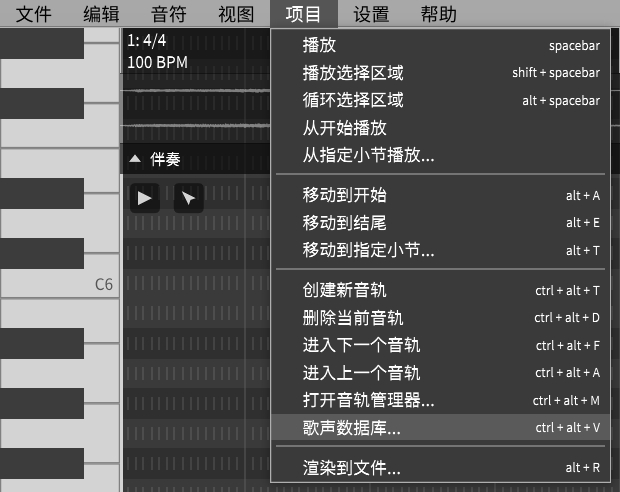 文件 编辑 音符 视图 项目 设置 帮助
1: 4/4
100 BPM
伴奏
C6
播放 spacebar
播放选择区域 shift + spacebar
循环选择区域 alt + spacebar
从开始播放
从指定小节播放...
移动到开始 alt + A
移动到结尾 alt + E
移动到指定小节... alt + T
创建新音轨 ctrl + alt + T
删除当前音轨 ctrl + alt + D
进入下一个音轨 ctrl + alt + F
进入上一个音轨 ctrl + alt + A
打开音轨管理器... ctrl + alt + M
歌声数据库... ctrl + alt + V
渲染到文件... alt + R